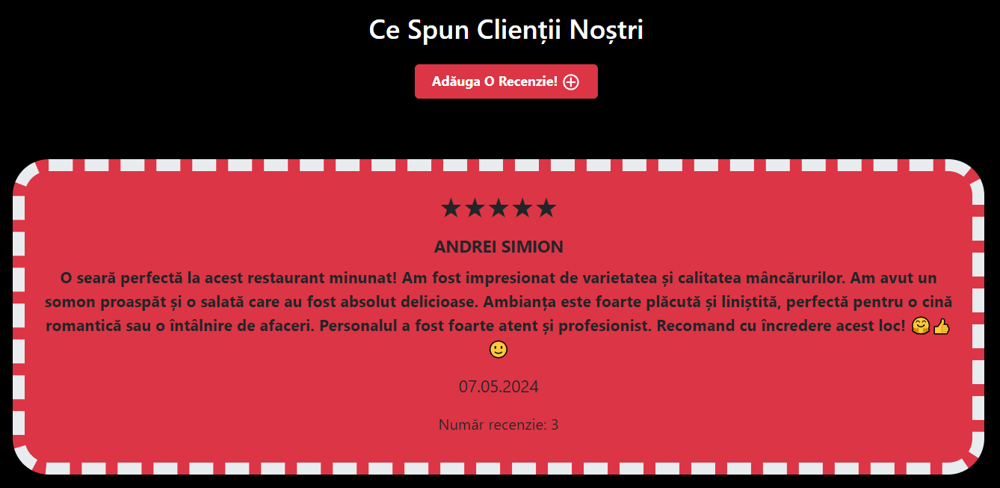 Ce Spun Clienții Noștri
Adăuga O Recenzie!
ANDREI SIMION
O seară perfectă la acest restaurant minunat! Am fost impresionat de varietatea și calitatea mâncărurilor. Am avut un
somon proaspăt și o salată care au fost absolut delicioase. Ambianța este foarte plăcută și liniștită, perfectă pentru o cină
romantică sau o întâlnire de afaceri. Personalul a fost foarte atent și profesionist. Recomand cu încredere acest loc! 🤗👍
🙂
07.05.2024
Număr recenzie: 3